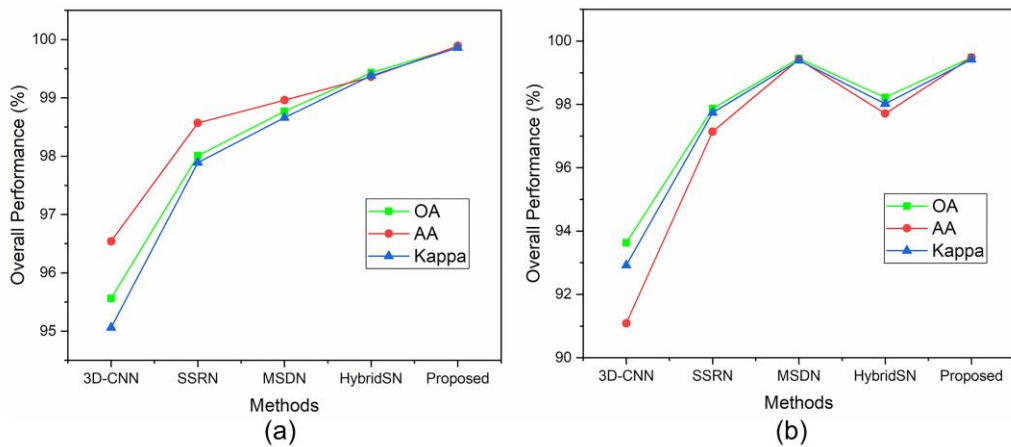 Overall Performance (%)
100
99
98
97
96
95
OA
AA
Kappa
3D-CNN SSRN MSDN HybridSN Proposed
Methods
(a)
Overall Performance (%)
100
98
96
94
92
90
OA
AA
Kappa
3D-CNN SSRN MSDN HybridSN Proposed
Methods
(b)